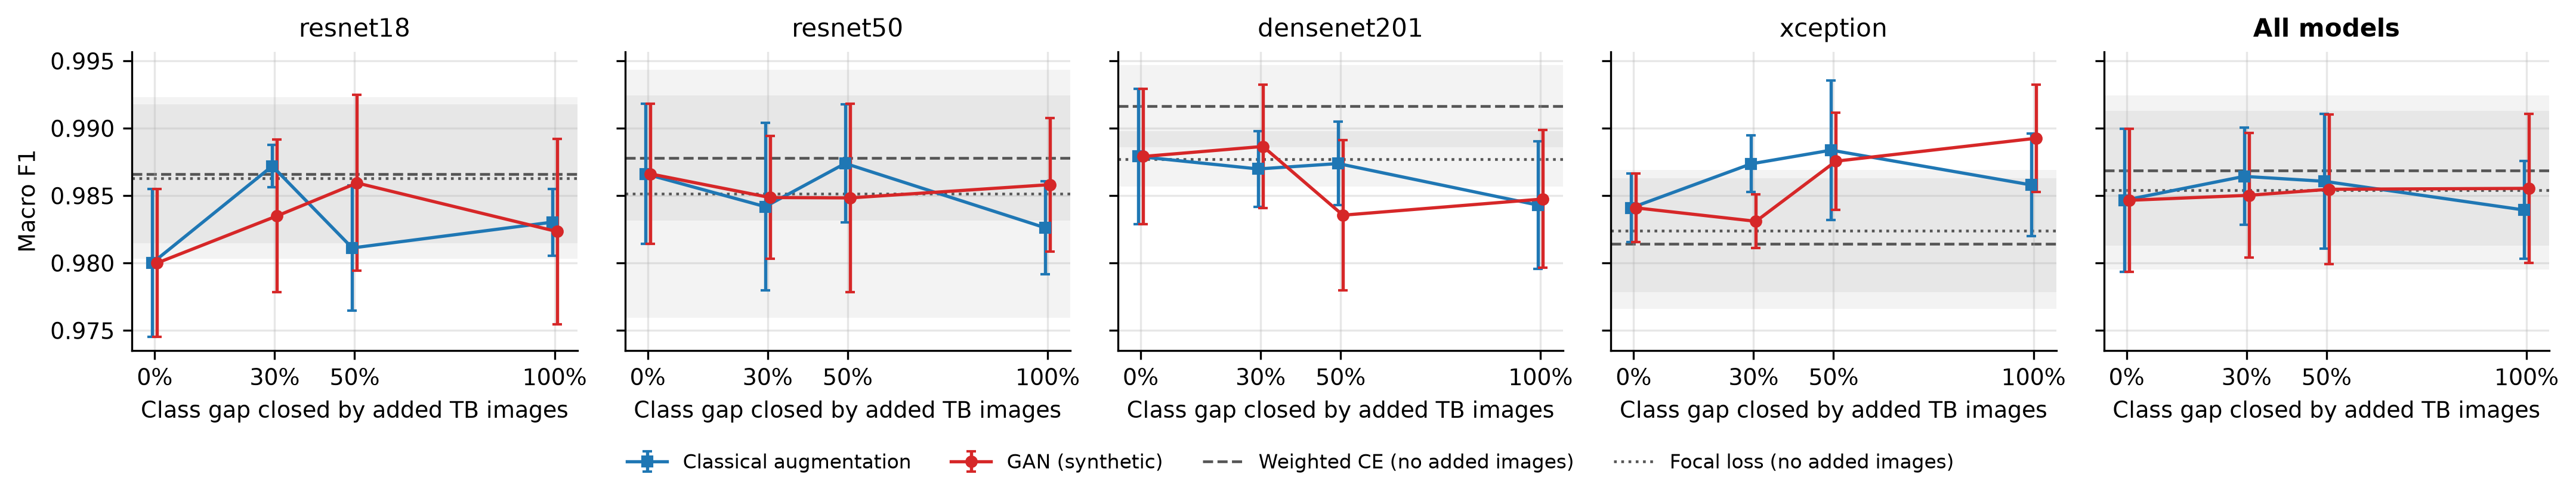 resnet18
resnet50
densenet201
xception
All models
Macro F1
0.995
0.990
0.985
0.980
0.975
0% 30% 50% 100%
0% 30% 50% 100%
0% 30% 50% 100%
0% 30% 50% 100%
0% 30% 50% 100%
Class gap closed by added TB images
Class gap closed by added TB images
Class gap closed by added TB images
Class gap closed by added TB images
Class gap closed by added TB images
Classical augmentation
GAN (synthetic)
Weighted CE (no added images)
Focal loss (no added images)